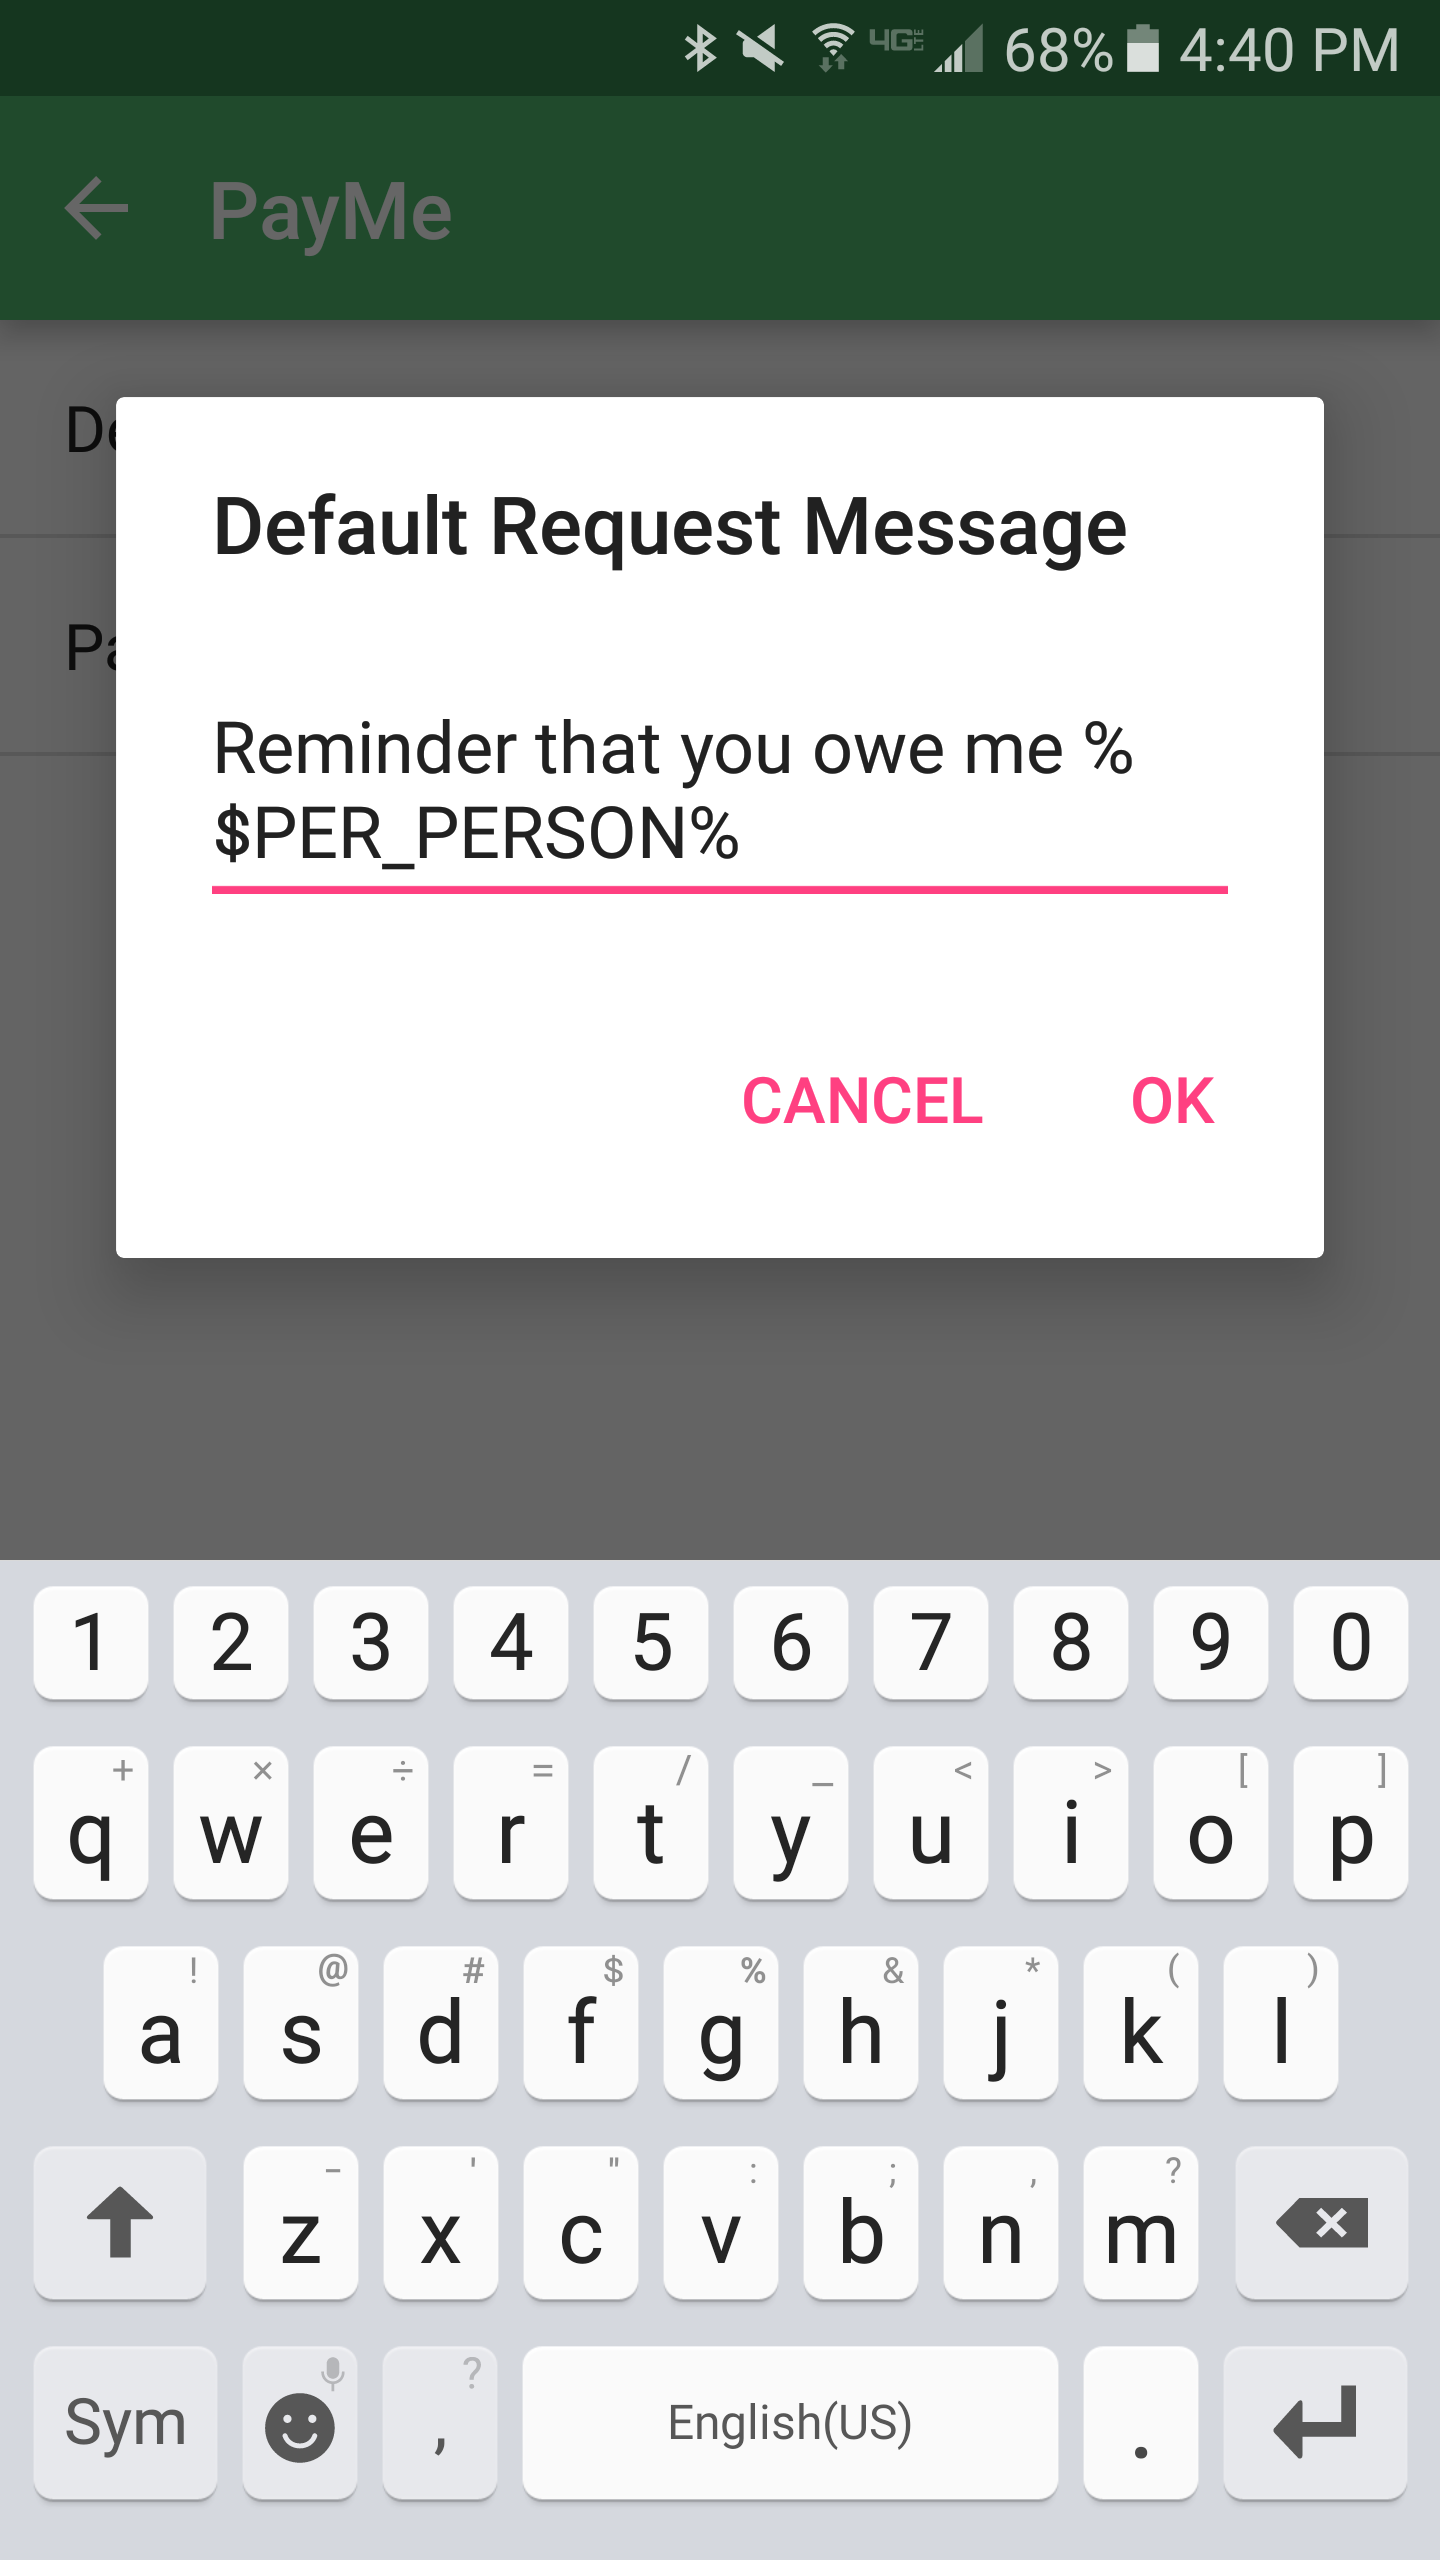 4G LTE 68% 4:40 PM
PayMe
De
Default Request Message
Pa
Reminder that you owe me %
$PER_PERSON%
CANCEL OK
1 2 3 4 5 6 7 8 9 0
+ × ÷ = / _ < > [ ]
q w e r t y u i o p
! @ # $ % & * ( )
a s d f g h j k l
- ' " : ; , ?
z x c v b n m
?
Sym , English(US) .